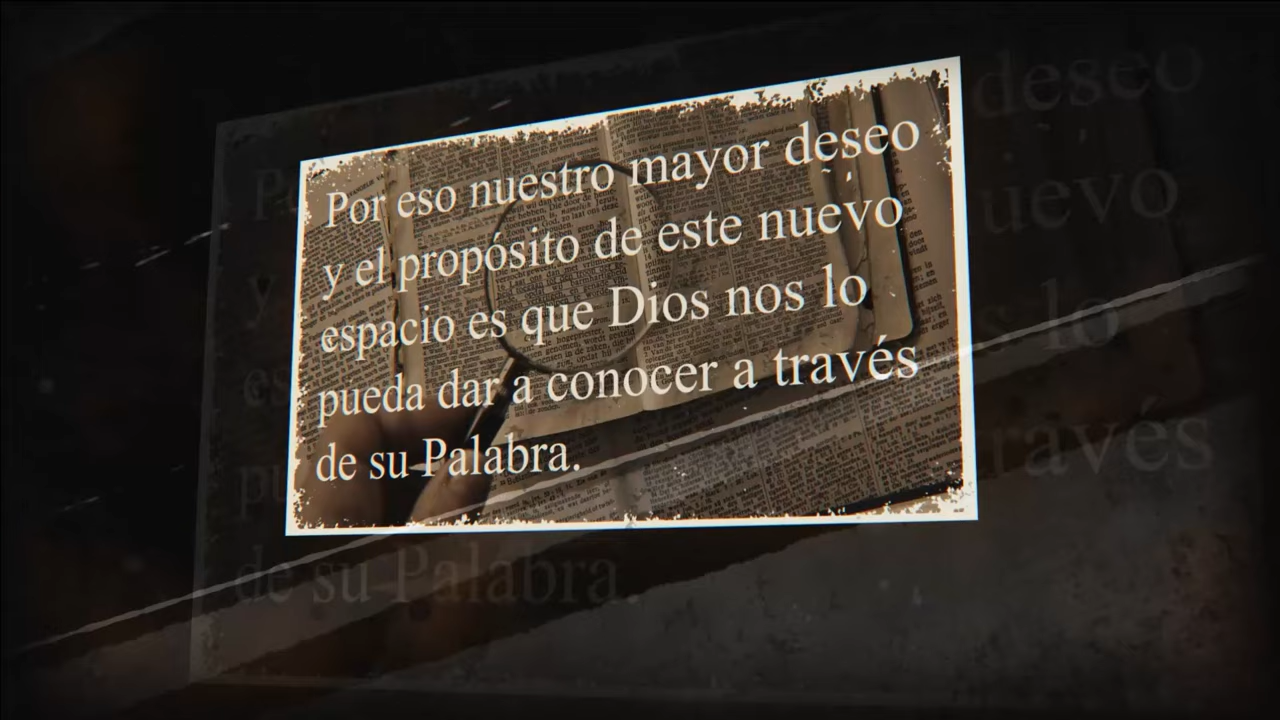 Por eso nuestro mayor deseo
y el propósito de este nuevo
espacio es que Dios nos lo
pueda dar a conocer a través
de su Palabra.